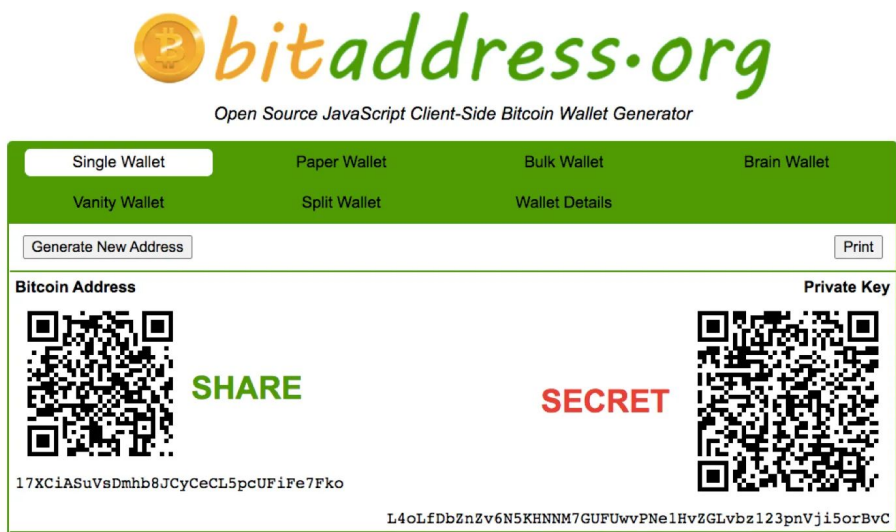 bitaddress.org
Open Source JavaScript Client-Side Bitcoin Wallet Generator
Single Wallet Paper Wallet Bulk Wallet Brain Wallet
Vanity Wallet Split Wallet Wallet Details
Generate New Address Print
Bitcoin Address Private Key
SHARE SECRET
17XCiASuVsDmhb8JCyCeCL5pcUFiFe7Fko
L4oLfDbZnZv6N5KHNNM7GUFUwvPNe1HvZGLvbz123pnVji5orBvC